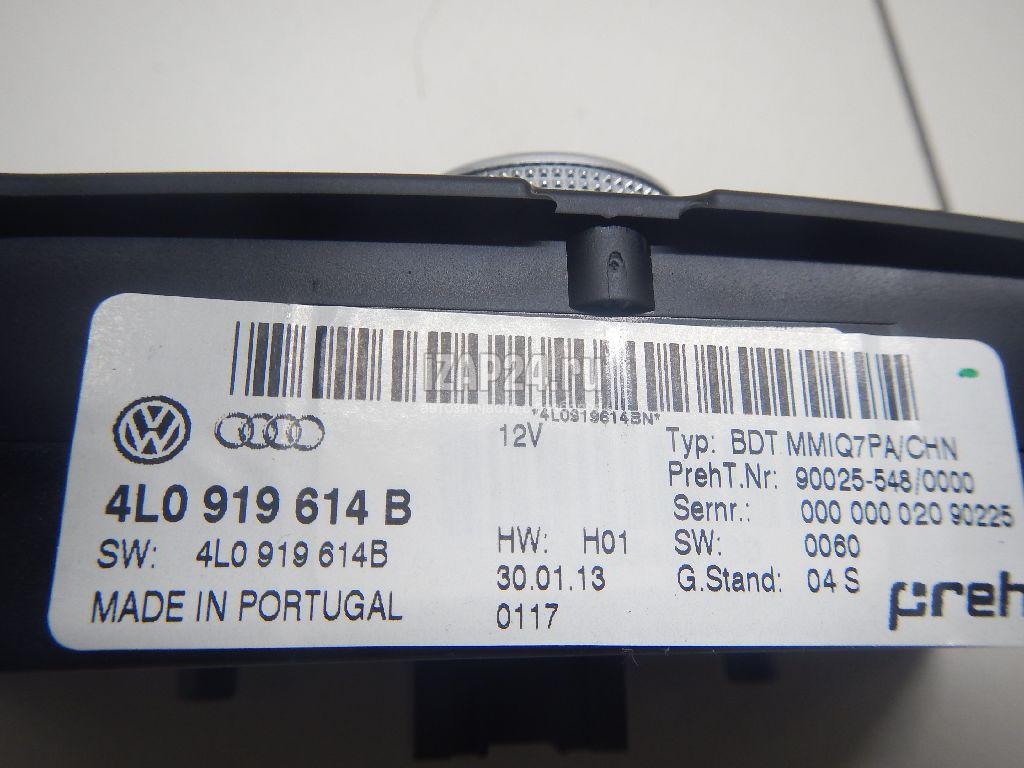 IZAP24.ru
*4L0919614BN*
12V
4L0 919 614 B
SW: 4L0 919 614B
MADE IN PORTUGAL
HW: H01
30.01.13
0117
Typ: BDT MMIQ7PA/CHN
PrehT.Nr: 90025-548/0000
Sernr.: 000 000 020 90225
SW: 0060
G.Stand: 04 S
preh